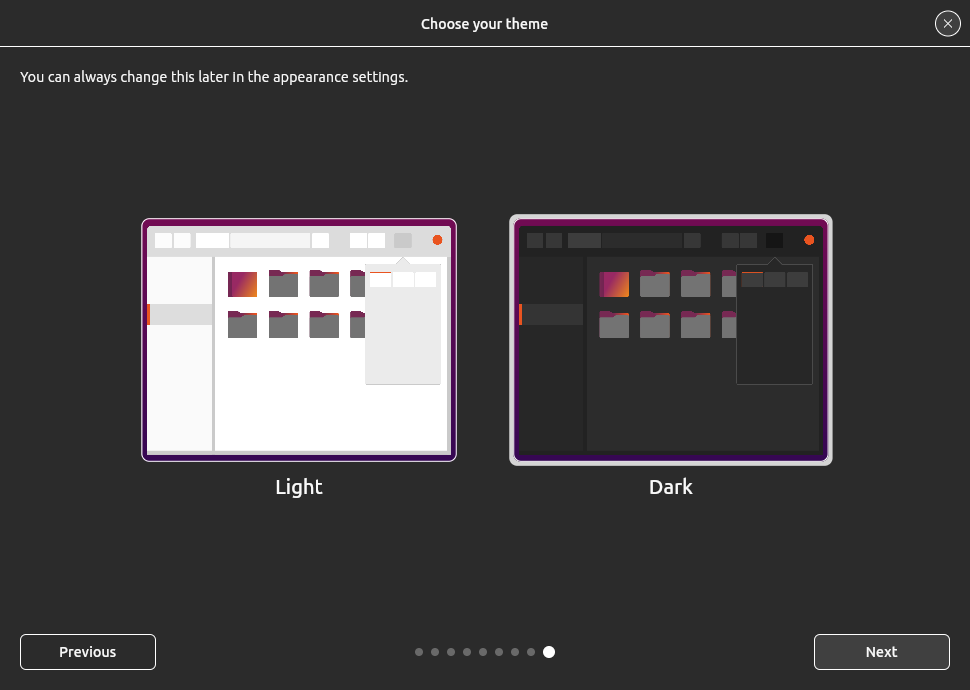 Choose your theme
You can always change this later in the appearance settings.
Light
Dark
Previous
Next